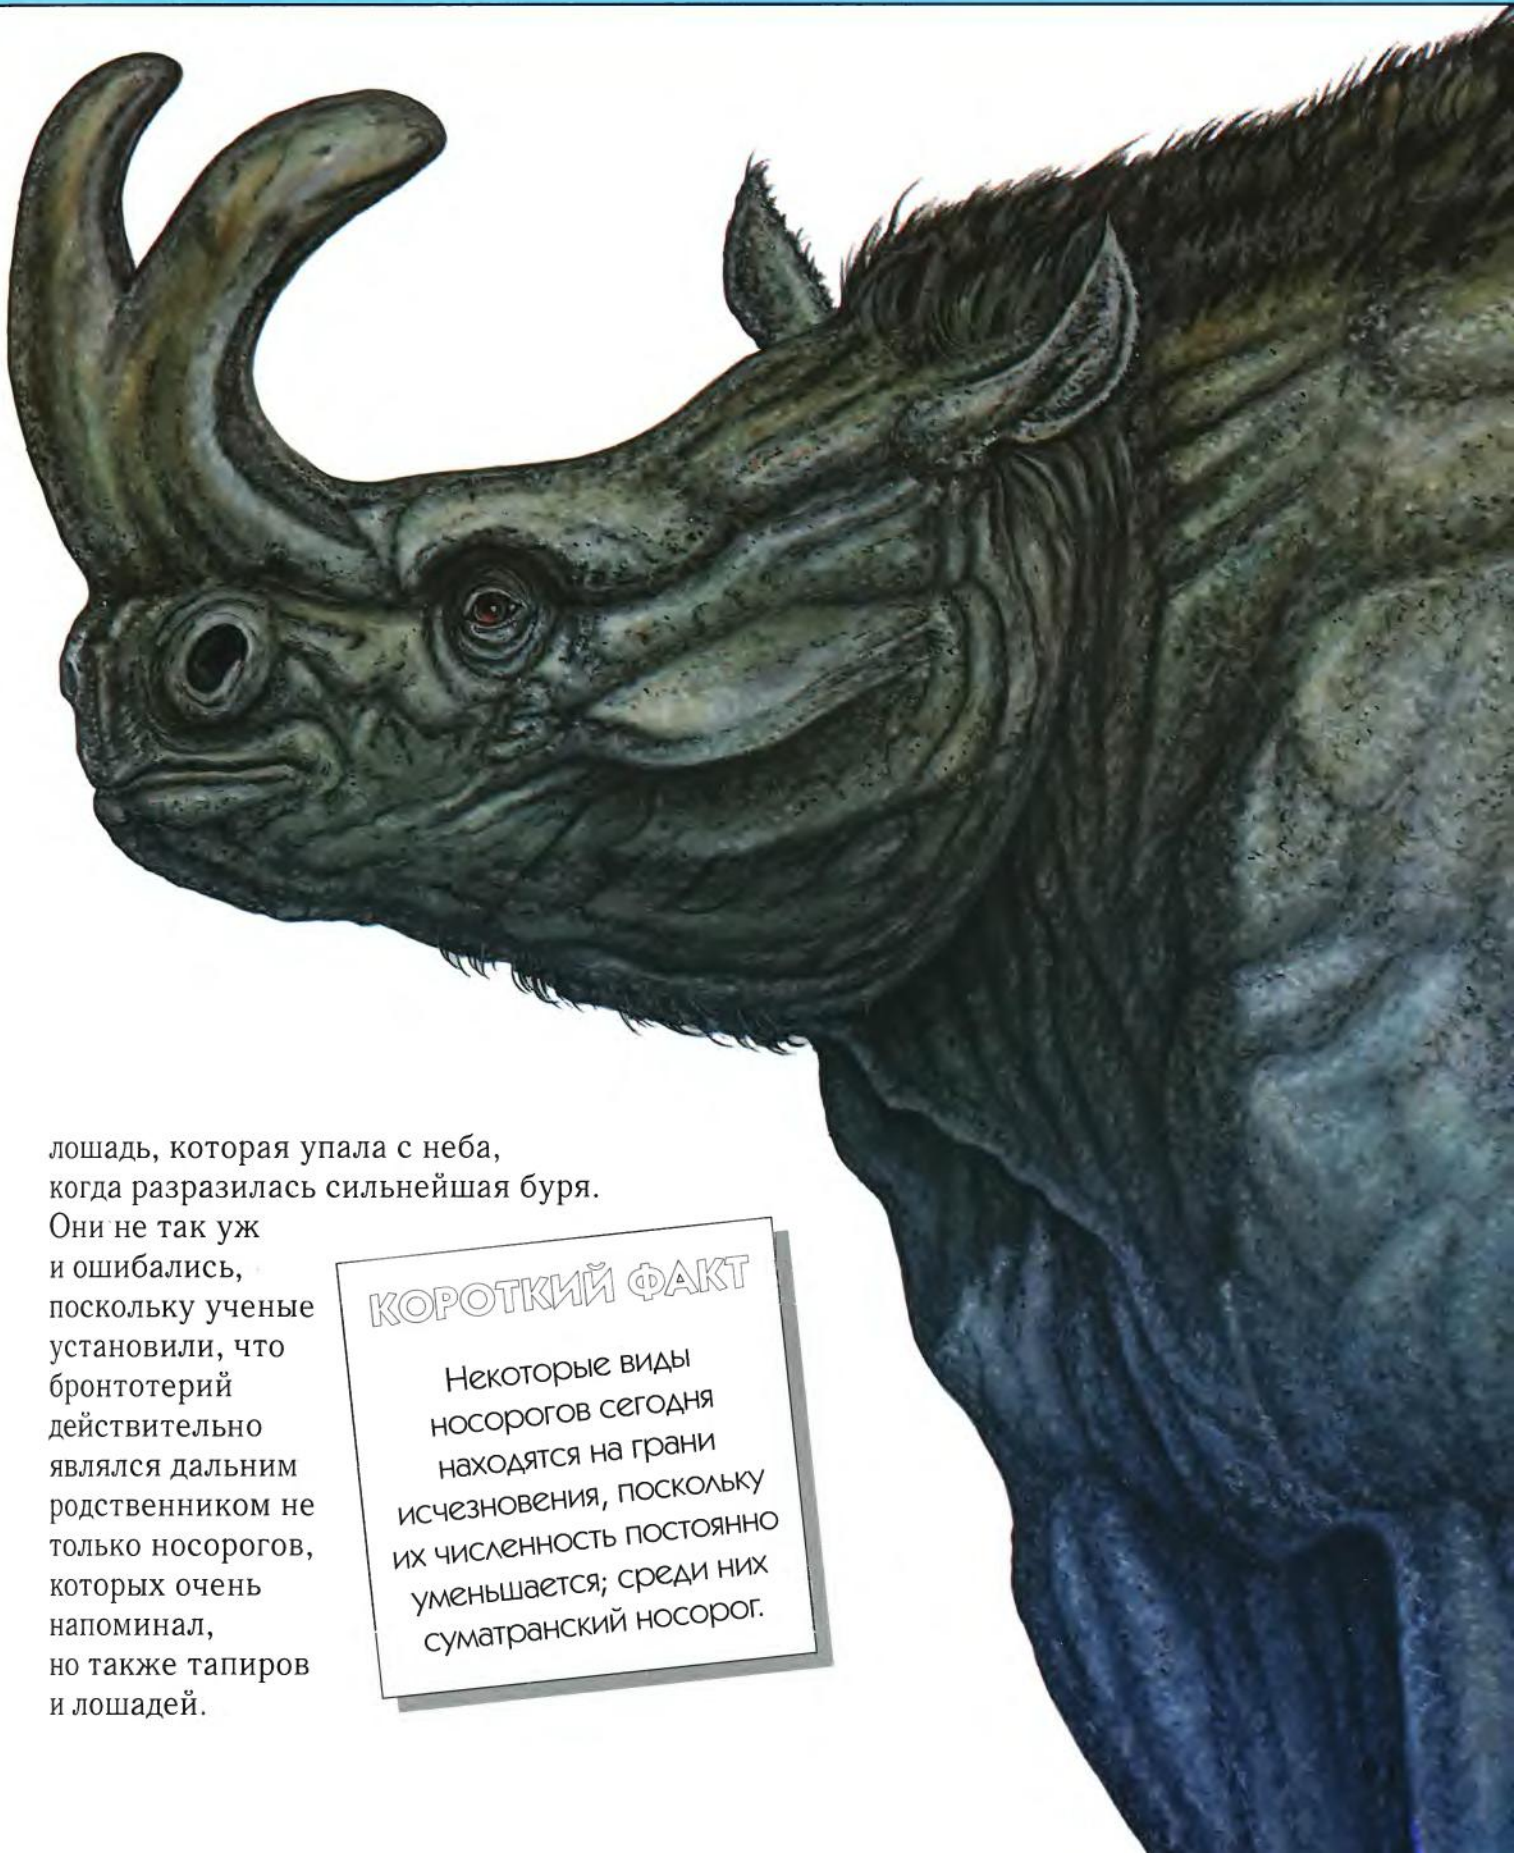 лошадь, которая упала с неба,
когда разразилась сильнейшая буря.
Они не так уж
и ошибались,
поскольку ученые
установили, что
бронтотерий
действительно
являлся дальним
родственником не
только носорогов,
которых очень
напоминал,
но также тапиров
и лошадей.
КОРОТКИЙ ФАКТ
Некоторые виды
носорогов сегодня
находятся на грани
исчезновения, поскольку
их численность постоянно
уменьшается; среди них
суматранский носорог.